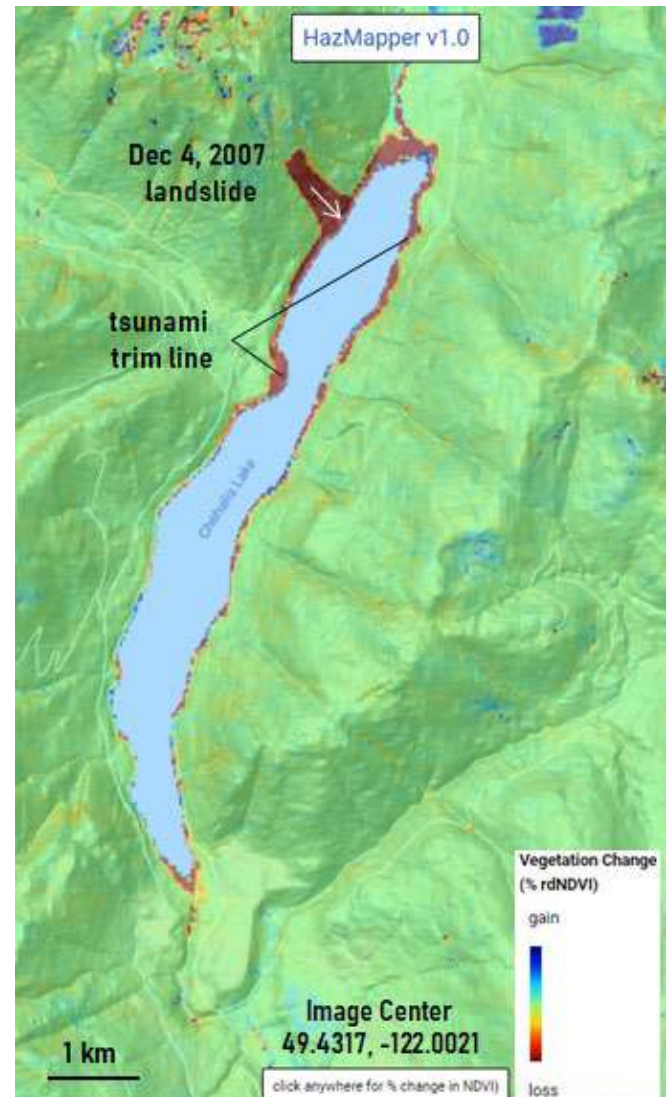 HazMapper v1.0
Dec 4, 2007
landslide
tsunami
trim line
Chehalis Lake
Vegetation Change
(% rdNDVI)
gain
loss
Image Center
49.4317, -122.0021
1 km
click anywhere for % change in NDVI)